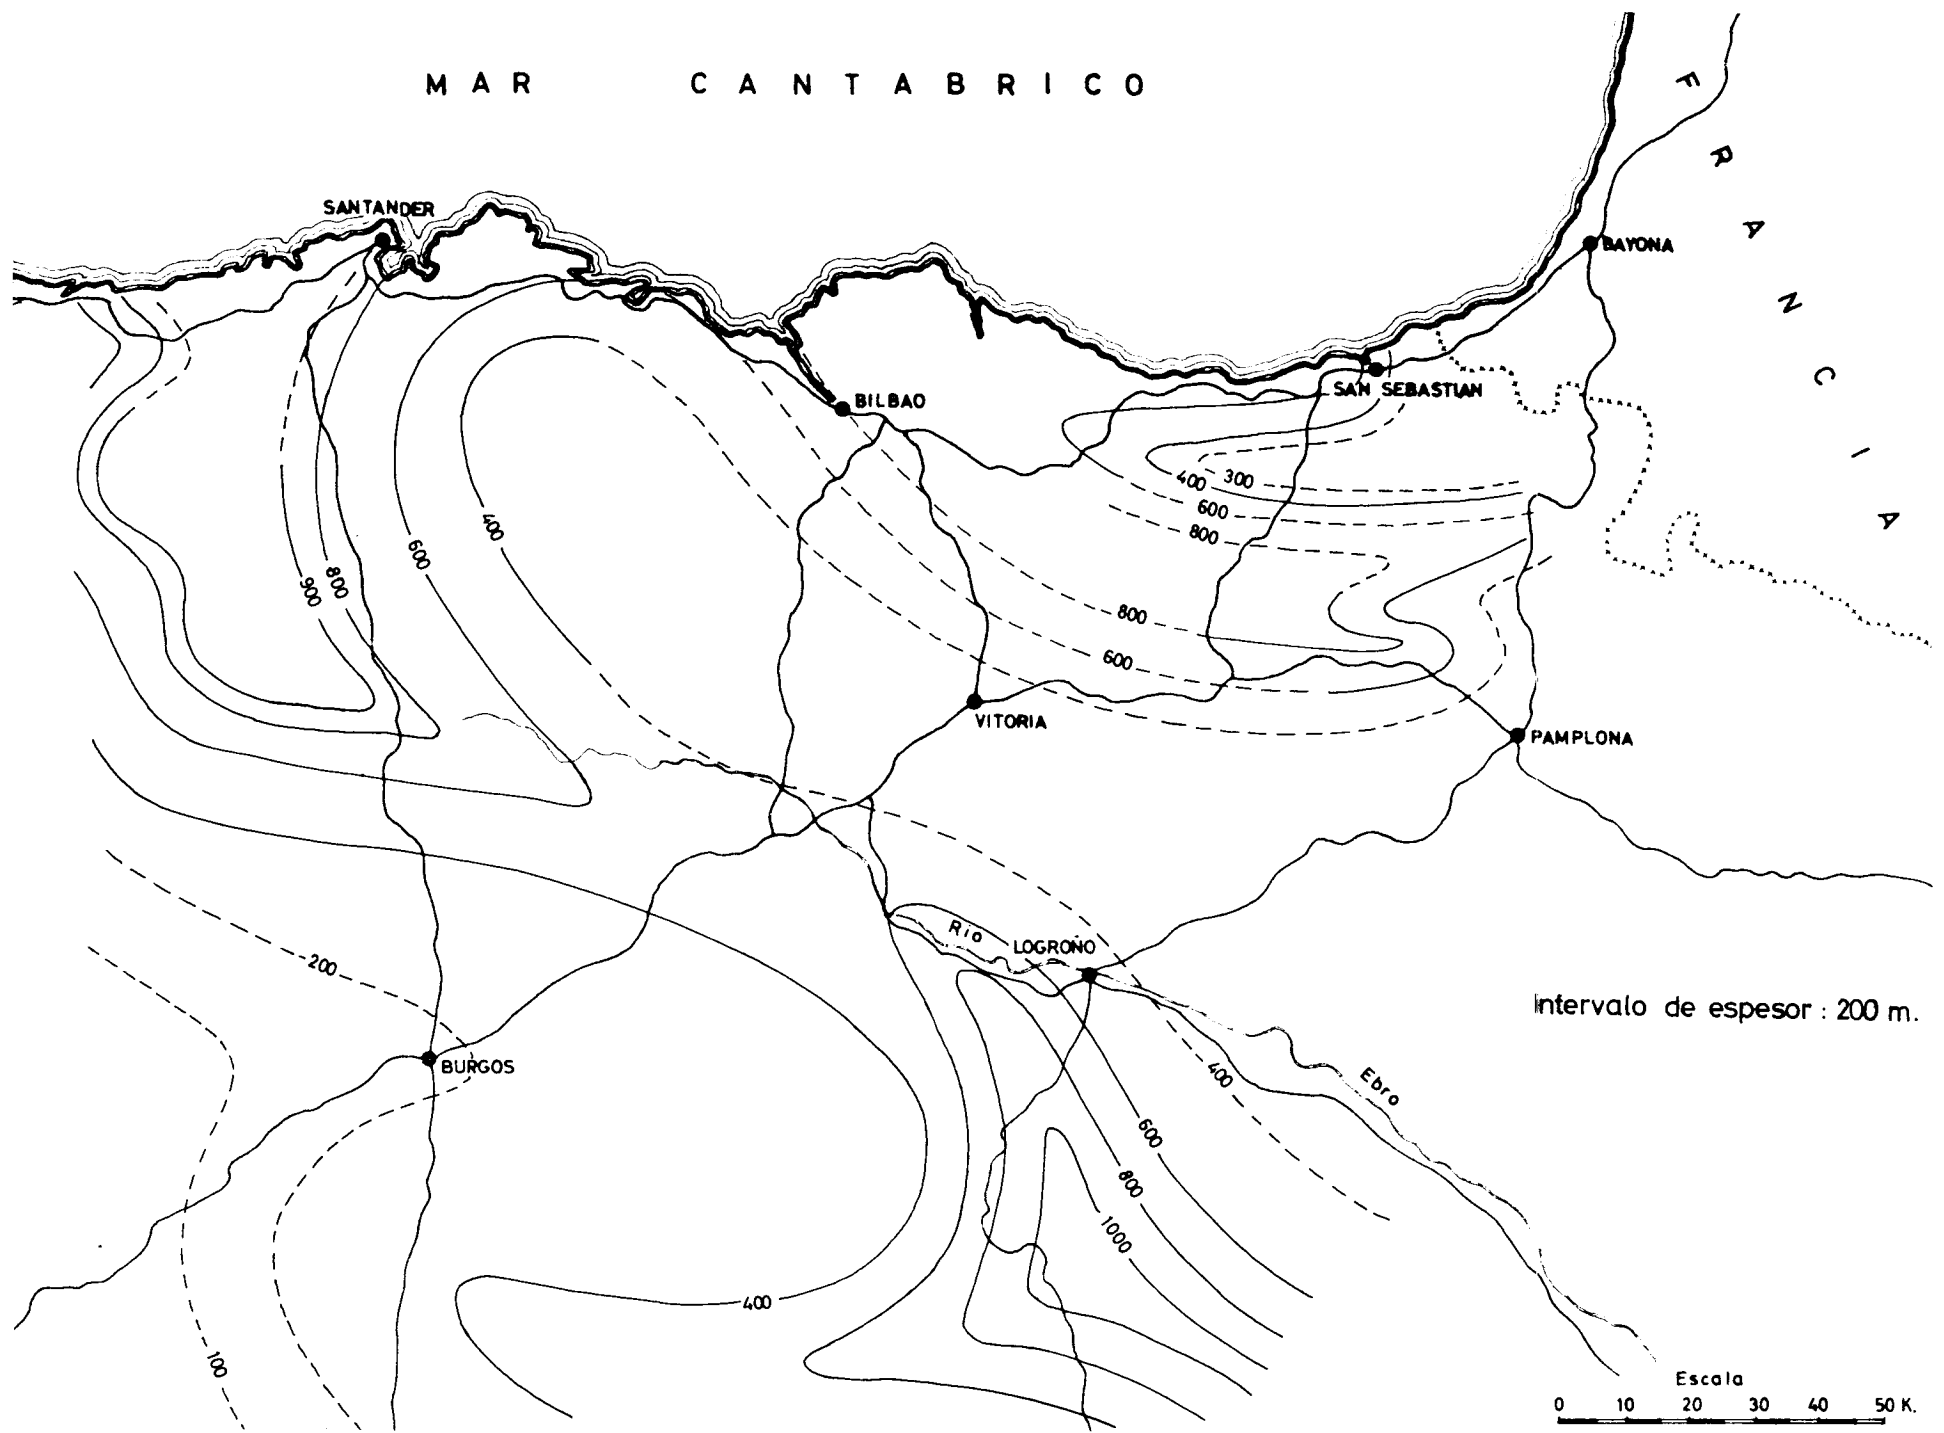 MAR CANTABRICO
FRANCIA
SANTANDER
BAYONA
BILBAO
SAN SEBASTIAN
400
300
600
800
400
600
800
900
800
600
VITORIA
PAMPLONA
Rio
LOGROÑO
200
Intervalo de espesor : 200 m.
BURGOS
400
Ebro
600
800
1000
400
100
Escala
0 10 20 30 40 50 K.